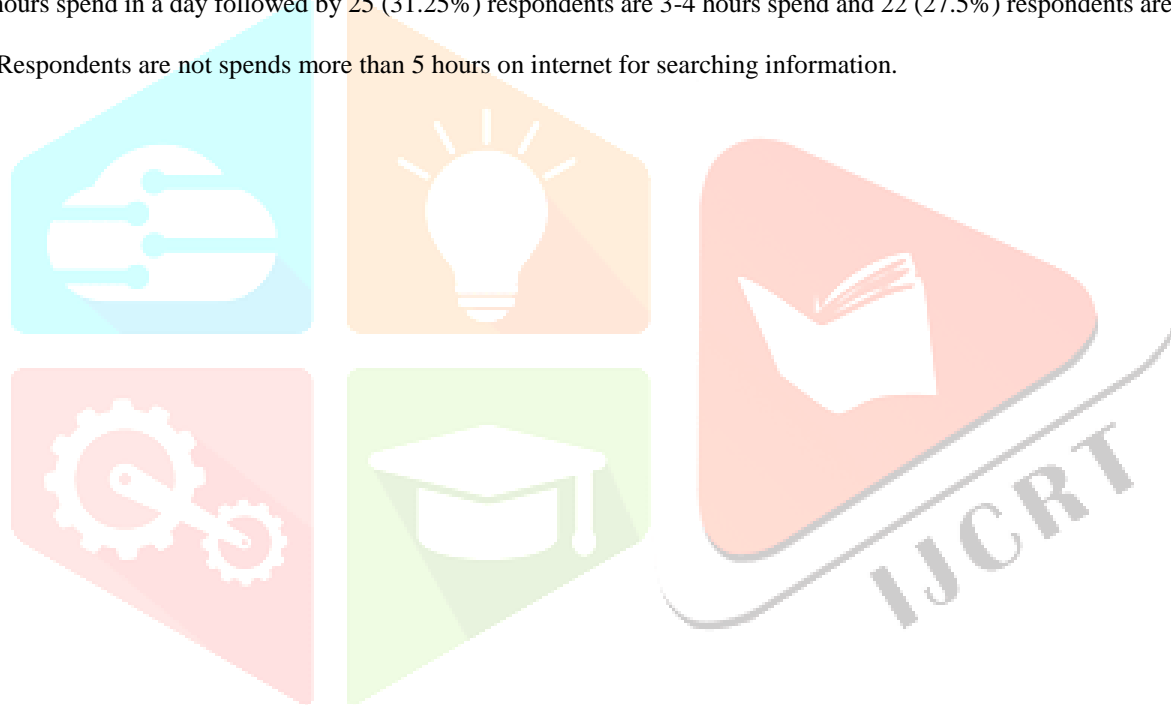 hours spend in a day followed by 25 (31.25%) respondents are 3-4 hours spend and 22 (27.5%) respondents are
Respondents are not spends more than 5 hours on internet for searching information.
IJCRT